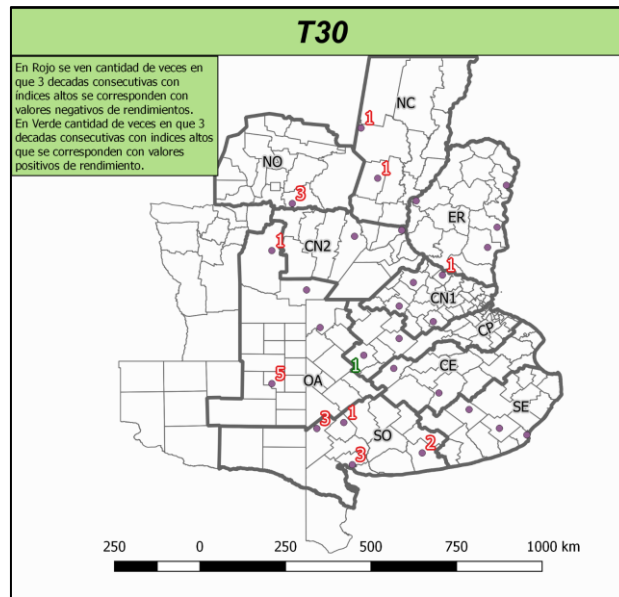 T30
En Rojo se ven cantidad de veces en
que 3 decadas consecutivas con
índices altos se corresponden con
valores negativos de rendimientos.
En Verde cantidad de veces en que 3
decadas consecutivas con indices altos
que se corresponden con valores
positivos de rendimiento.
NC
1
1
NO
3
ER
CN2
1
1
CN1
CP
1
CE
5
OA
SE
3
1
SO
2
3
250 0 250 500 750 1000 km